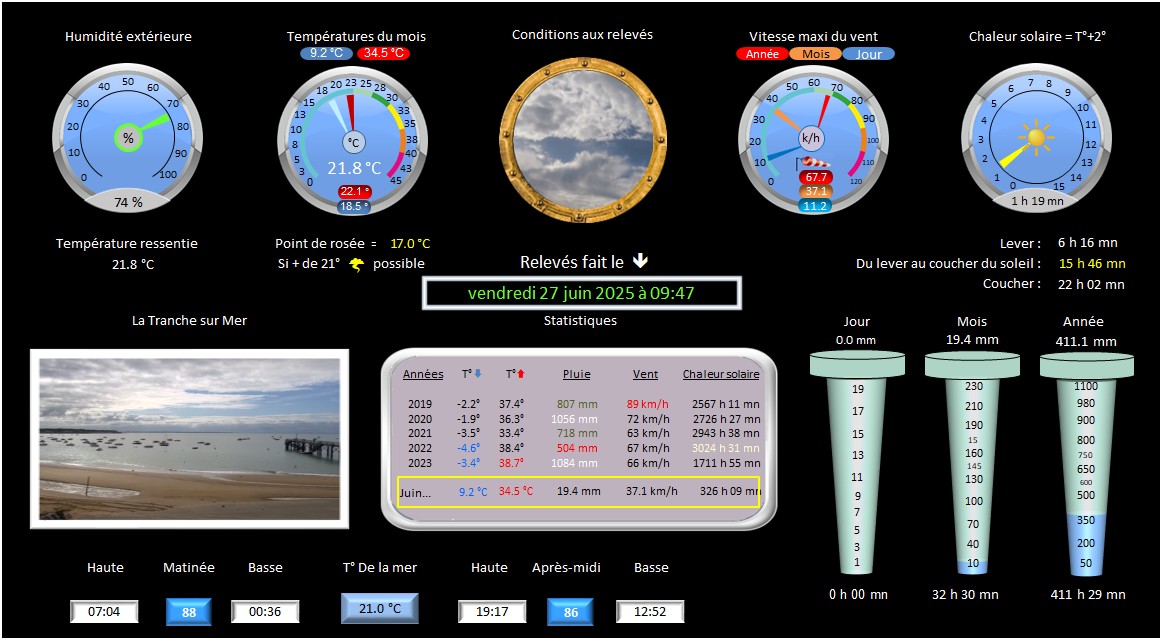 Humidité extérieure
Températures du mois
Conditions aux relevés
Vitesse maxi du vent
Chaleur solaire = T°+2°
9.2 °C 34.5 °C
Année Mois Jour
0 10 20 30 40 50 60 70 80 90 100
%
74 %
0 3 5 8 10 13 15 18 20 23 25 28 30 33 35 38 40 43 45
°C
21.8 °C
22.1 °
18.5 °
0 10 20 30 40 50 60 70 80 90 100 110 120
k/h
67.7
37.1
11.2
0 1 2 3 4 5 6 7 8 9 10 11 12 13 14 15
1 h 19 mn
Température ressentie
21.8 °C
Point de rosée = 17.0 °C
Si + de 21° possible
Relevés fait le
vendredi 27 juin 2025 à 09:47
Lever : 6 h 16 mn
Du lever au coucher du soleil : 15 h 46 mn
Coucher : 22 h 02 mn
La Tranche sur Mer
Statistiques
Années T° T° Pluie Vent Chaleur solaire
2019 -2.2° 37.4° 807 mm 89 km/h 2567 h 11 mn
2020 -1.9° 36.3° 1056 mm 72 km/h 2726 h 27 mn
2021 -3.5° 33.4° 718 mm 63 km/h 2943 h 38 mn
2022 -4.6° 38.4° 504 mm 67 km/h 3024 h 31 mn
2023 -3.4° 38.7° 1084 mm 66 km/h 1711 h 55 mn
Juin... 9.2 °C 34.5 °C 19.4 mm 37.1 km/h 326 h 09 mn
Jour
0.0 mm
19
17
15
13
11
9
7
5
3
1
0 h 00 mn
Mois
19.4 mm
230
210
190
15
160
145
130
100
70
40
10
32 h 30 mn
Année
411.1 mm
1100
980
900
800
750
650
600
500
350
200
50
411 h 29 mn
Haute Matinée Basse T° De la mer Haute Après-midi Basse
07:04 88 00:36 21.0 °C 19:17 86 12:52